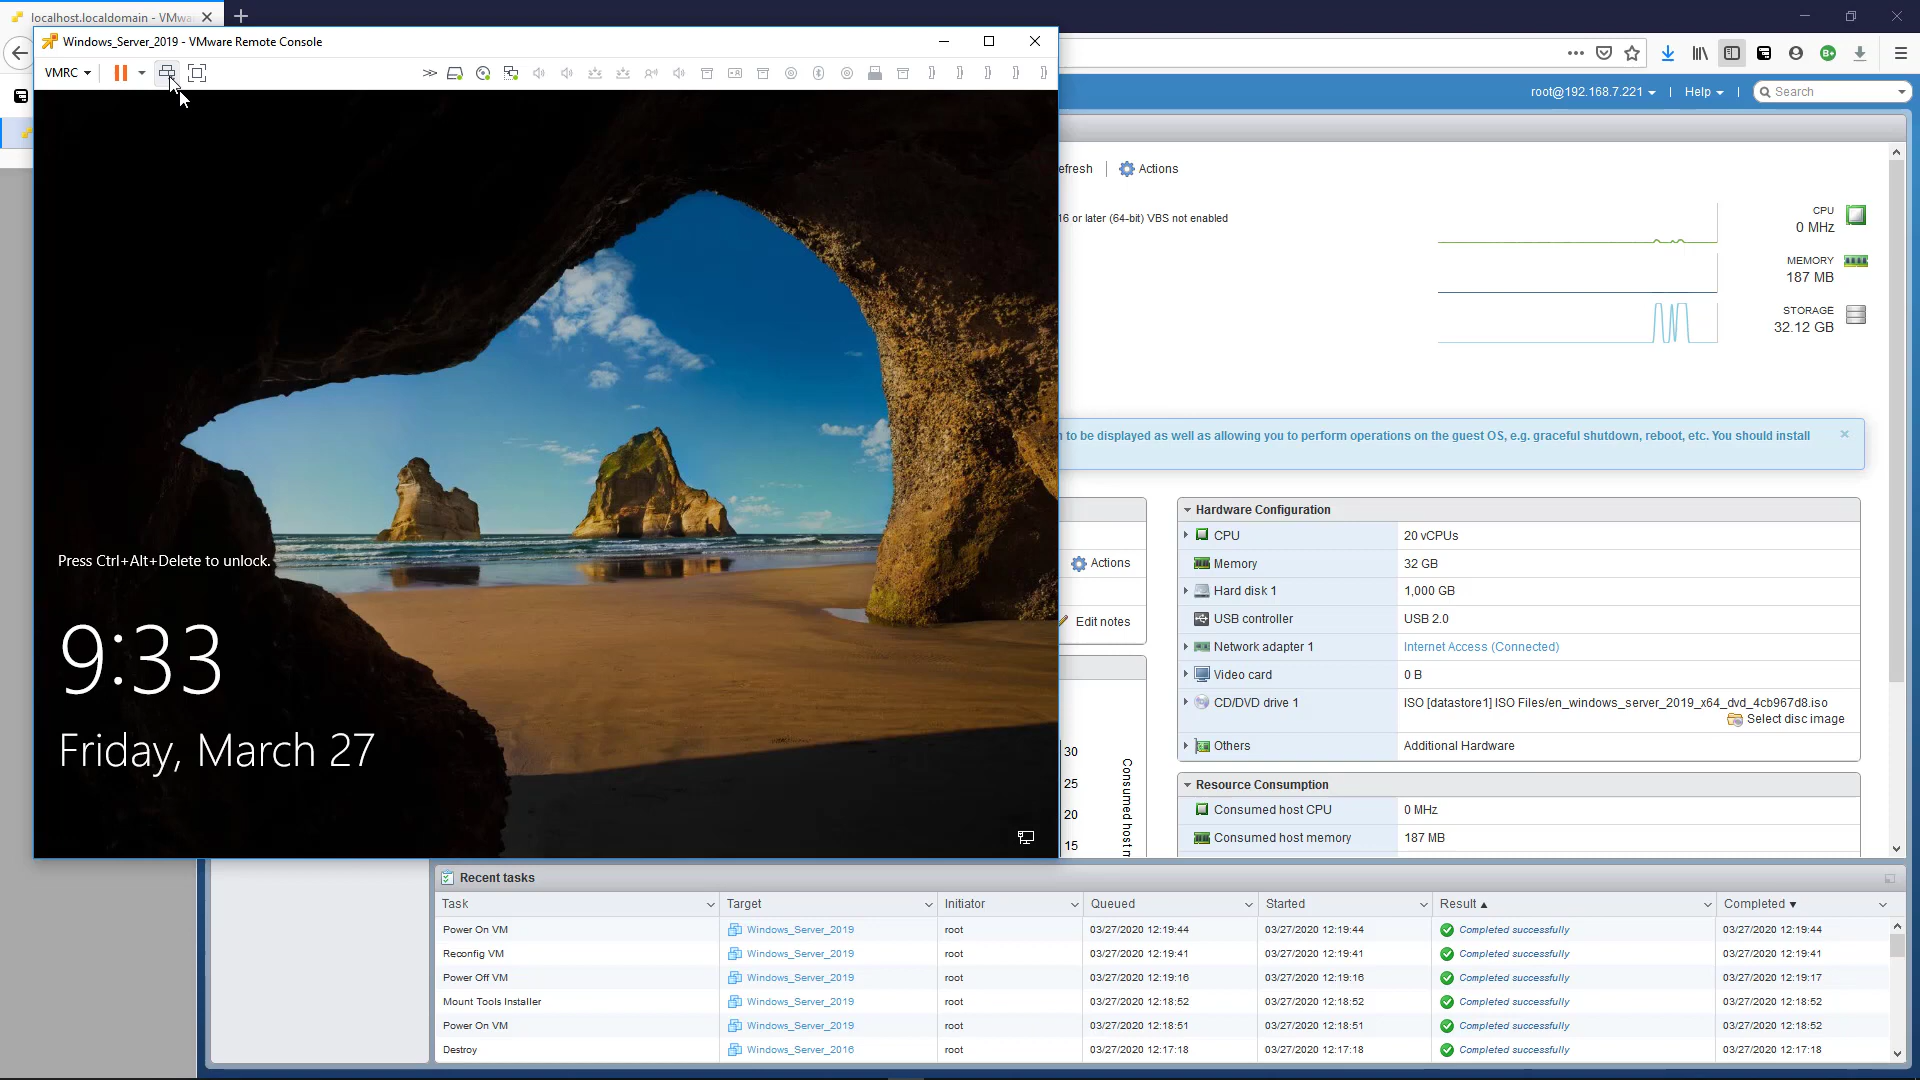 localhost.localdomain - VMwa
Windows_Server_2019 - VMware Remote Console
VMRC
root@192.168.7.221
Help
Search
efresh
Actions
16 or later (64-bit) VBS not enabled
CPU
0 MHz
MEMORY
187 MB
STORAGE
32.12 GB
n to be displayed as well as allowing you to perform operations on the guest OS, e.g. graceful shutdown, reboot, etc. You should install
Press Ctrl+Alt+Delete to unlock.
9:33
Friday, March 27
Actions
Edit notes
30
25
20
15
Consumed host m
Hardware Configuration
CPU 20 vCPUs
Memory 32 GB
Hard disk 1 1,000 GB
USB controller USB 2.0
Network adapter 1 Internet Access (Connected)
Video card 0 B
CD/DVD drive 1 ISO [datastore1] ISO Files/en_windows_server_2019_x64_dvd_4cb967d8.iso
Select disc image
Others Additional Hardware
Resource Consumption
Consumed host CPU 0 MHz
Consumed host memory 187 MB
Recent tasks
Task Target Initiator Queued Started Result Completed
Power On VM Windows_Server_2019 root 03/27/2020 12:19:44 03/27/2020 12:19:44 Completed successfully 03/27/2020 12:19:44
Reconfig VM Windows_Server_2019 root 03/27/2020 12:19:41 03/27/2020 12:19:41 Completed successfully 03/27/2020 12:19:41
Power Off VM Windows_Server_2019 root 03/27/2020 12:19:16 03/27/2020 12:19:16 Completed successfully 03/27/2020 12:19:17
Mount Tools Installer Windows_Server_2019 root 03/27/2020 12:18:52 03/27/2020 12:18:52 Completed successfully 03/27/2020 12:18:52
Power On VM Windows_Server_2019 root 03/27/2020 12:18:51 03/27/2020 12:18:51 Completed successfully 03/27/2020 12:18:52
Destroy Windows_Server_2016 root 03/27/2020 12:17:18 03/27/2020 12:17:18 Completed successfully 03/27/2020 12:17:18